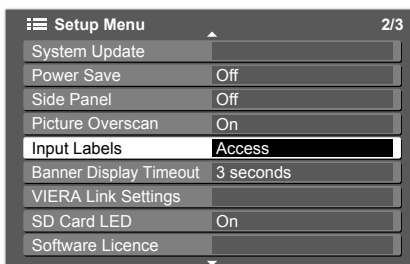 Setup Menu 2/3
System Update
Power Save Off
Side Panel Off
Picture Overscan On
Input Labels Access
Banner Display Timeout 3 seconds
VIERA Link Settings
SD Card LED On
Software Licence